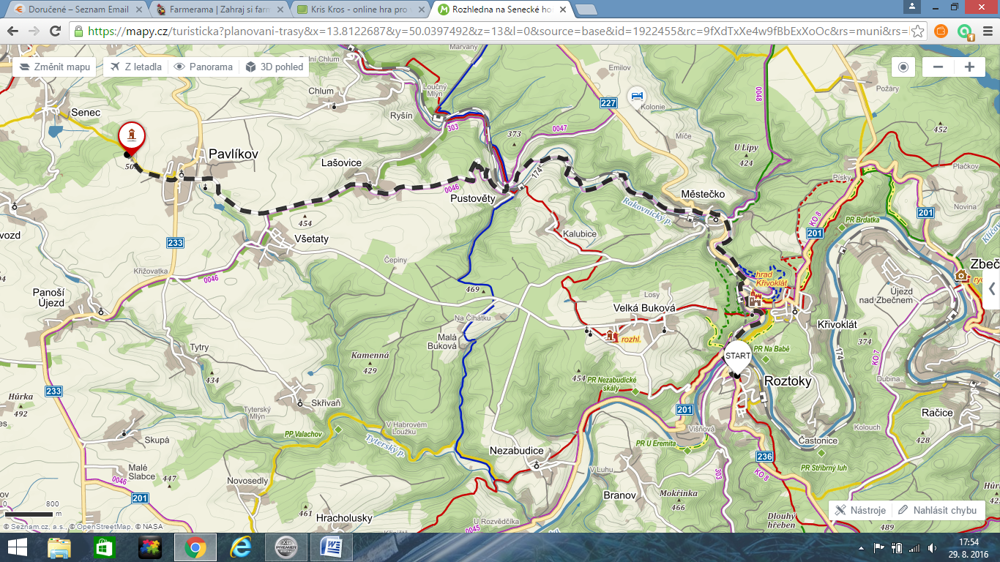 Doručené – Seznam Email
Farmerama | Zahraj si farm
Kris Kros - online hra pro
Rozhledna na Senecké ho
https://mapy.cz/turisticka?planovani-trasy&x=13.8122687&y=50.0397492&z=13&l=0&source=base&id=1922455&rc=9fXdTxXe4w9fBbExXoOc&rs=muni&rs=
1
Změnit mapu
Z letadla
Panorama
3D pohled
Marvany
ní Chlum
Chlum
Loučný
Mlýn
Emilov
Kolonie
Požáry
227
0048
Senec
Ryšín
303
373
0047
Míče
452
U Lípy
424
Pavlíkov
Lašovice
0046
174
Pustověty
Městečko
Rakovnický p.
Písky
Plačkov
Novina
201
KO 8
PR Brdatka
454
Všetaty
Kalubice
201
vozd
233
Čepiny
Křižovatka
0046
hrad
Křivoklát
Zbeč
Klíčav
Panoší
Újezd
469
Losy
Velká Buková
Újezd
nad Zbečnem
Na Čihátku
Malá
Buková
rozhl.
Křivoklát
374
Tytry
434
Kamenná
429
START
PR Na Babě
174
KO 7
454
PR Nezabudické
skály
Roztoky
Dubina
233
Hůrka
492
Skřivaň
Tyterský
Mlýn
201
Račice
V Habrovém
Loužku
PP Valachov
Tyterský p.
Višňová
Kolouch
428
Skupá
PR U Eremita
Častonice
Nezabudice
236
PR Stříbrný luh
Malé
Slabce
447
0046
Novosedly
V Luhu
303
KO 8
201
Branov
Mokřinka
466
461
Hracholusky
U Rozvědčíka
0045
Dlouhý
hřeben
489
Nástroje
Nahlásit chybu
0 800
m
© Seznam.cz, a.s., © OpenStreetMap, © NASA
17:54
29. 8. 2016